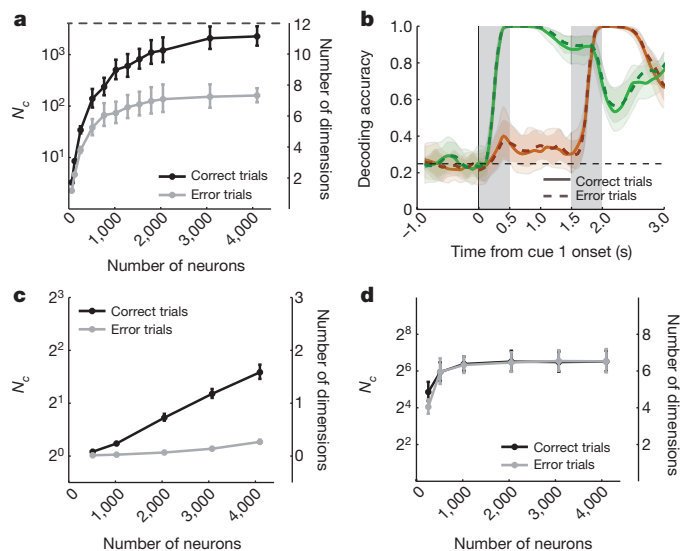 a
N_c
10³
10²
10¹
12
10
8
6
4
2
Number of dimensions
Correct trials
Error trials
0
1,000
2,000
3,000
4,000
Number of neurons
b
Decoding accuracy
1.0
0.8
0.6
0.4
0.2
0
Correct trials
Error trials
−1.0
0
0.5
1.5
2.0
3.0
Time from cue 1 onset (s)
c
N_c
2³
2²
2¹
2⁰
3
2
1
0
Number of dimensions
Correct trials
Error trials
0
1,000
2,000
3,000
4,000
Number of neurons
d
N_c
2⁸
2⁶
2⁴
2²
8
6
4
2
Number of dimensions
Correct trials
Error trials
0
1,000
2,000
3,000
4,000
Number of neurons